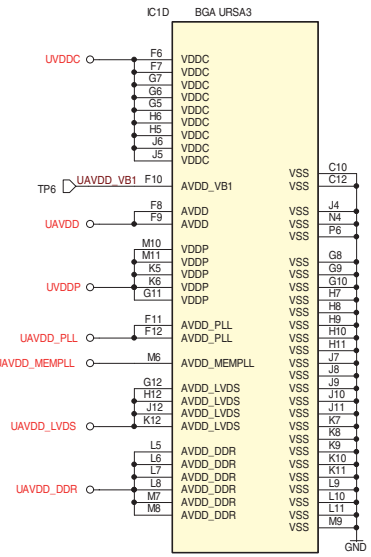 IC1D BGA URSA3
UVDDC F6 VDDC
F7 VDDC
G7 VDDC
G6 VDDC
G5 VDDC
H6 VDDC
H5 VDDC
J6 VDDC
J5 VDDC
VSS C10
TP6 UAVDD_VB1 F10 AVDD_VB1 VSS C12
F8 AVDD VSS J4
UAVDD F9 AVDD VSS N4
VSS P6
M10 VDDP
M11 VDDP VSS G8
K5 VDDP VSS G9
UVDDP K6 VDDP VSS G10
G11 VDDP VSS H7
VSS H8
F11 AVDD_PLL VSS H9
UAVDD_PLL F12 AVDD_PLL VSS H10
VSS H11
UAVDD_MEMPLL M6 AVDD_MEMPLL VSS J7
VSS J8
G12 AVDD_LVDS VSS J9
H12 AVDD_LVDS VSS J10
J12 AVDD_LVDS VSS J11
UAVDD_LVDS K12 AVDD_LVDS VSS K7
VSS K8
L5 AVDD_DDR VSS K9
L6 AVDD_DDR VSS K10
L7 AVDD_DDR VSS K11
UAVDD_DDR L8 AVDD_DDR VSS L9
M7 AVDD_DDR VSS L10
M8 AVDD_DDR VSS L11
VSS M9
GND